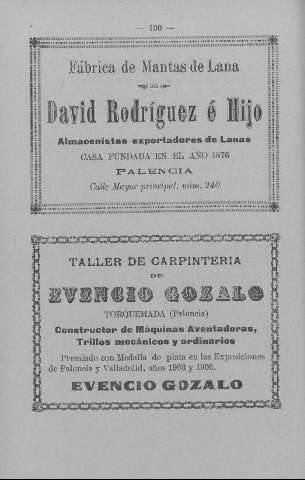 — 130 —
Fábrica de Mantas de Lana
DE
David Rodríguez é Hijo
Almacenistas exportadores de Lanas
CASA FUNDADA EN EL AÑO 1876
PALENCIA
Calle Mayor principal, núm. 240
TALLER DE CARPINTERIA
DE
EVENCIO GOZALO
TORQUEMADA (Palencia)
Constructor de Máquinas Aventadoras,
Trillos mecánicos y ordinarios
Premiado con Medalla de plata en las Exposiciones
de Palencia y Valladolid, años 1903 y 1906.
EVENCIO GOZALO